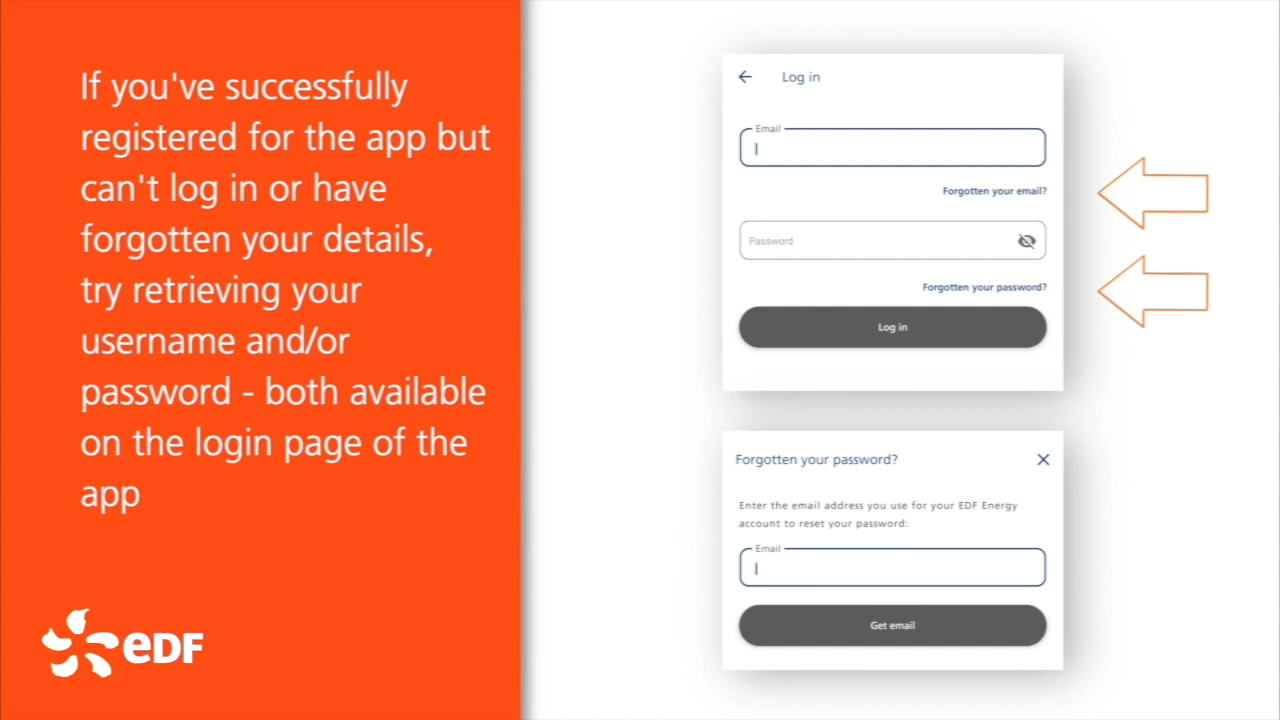 If you've successfully
registered for the app but
can't log in or have
forgotten your details,
try retrieving your
username and/or
password - both available
on the login page of the
app
eDF
Log in
Email
Forgotten your email?
Password
Forgotten your password?
Log in
Forgotten your password?
Enter the email address you use for your EDF Energy
account to reset your password:
Email
Get email